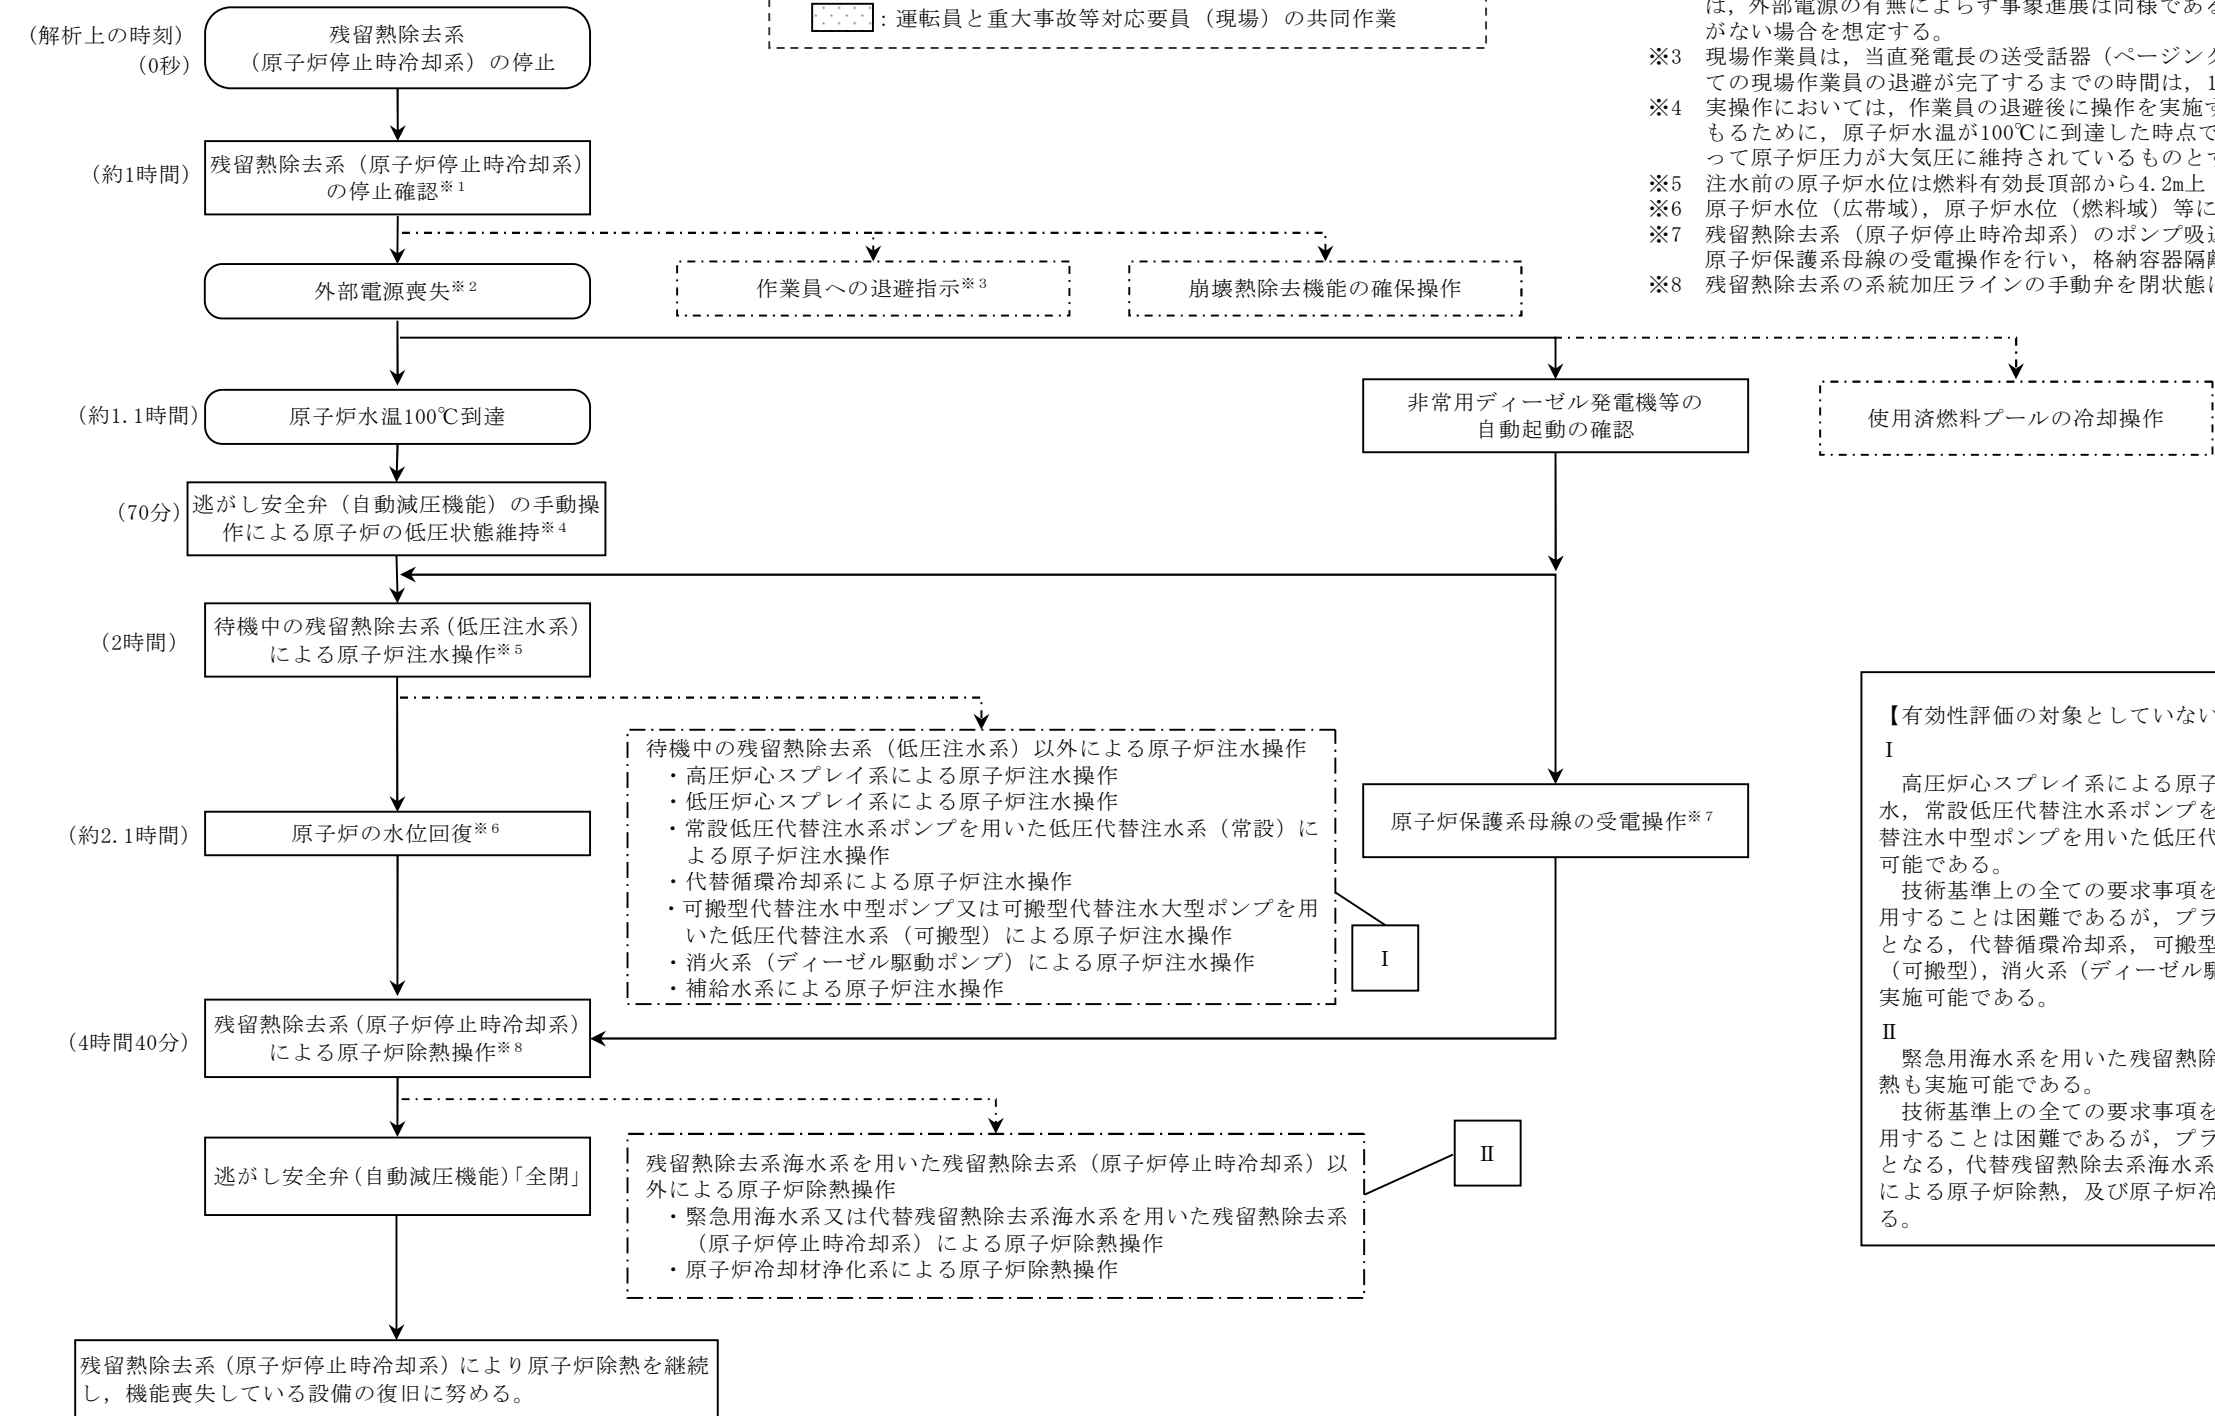 ：運転員と重大事故等対応要員（現場）の共同作業
は，外部電源の有無によらず事象進展は同様である
がない場合を想定する。
※3　現場作業員は，当直発電長の送受話器（ページング
ての現場作業員の退避が完了するまでの時間は，1
※4　実操作においては，作業員の退避後に操作を実施す
もるために，原子炉水温が100℃に到達した時点で
って原子炉圧力が大気圧に維持されているものとす
※5　注水前の原子炉水位は燃料有効長頂部から4.2m上
※6　原子炉水位（広帯域），原子炉水位（燃料域）等に
※7　残留熱除去系（原子炉停止時冷却系）のポンプ吸込
原子炉保護系母線の受電操作を行い，格納容器隔離
※8　残留熱除去系の系統加圧ラインの手動弁を閉状態に
（解析上の時刻）
（0秒）
残留熱除去系
（原子炉停止時冷却系）の停止
（約1時間）
残留熱除去系（原子炉停止時冷却系）
の停止確認※1
外部電源喪失※2
作業員への退避指示※3
崩壊熱除去機能の確保操作
（約1.1時間）
原子炉水温100℃到達
非常用ディーゼル発電機等の
自動起動の確認
使用済燃料プールの冷却操作
（70分）
逃がし安全弁（自動減圧機能）の手動操
作による原子炉の低圧状態維持※4
（2時間）
待機中の残留熱除去系（低圧注水系）
による原子炉注水操作※5
待機中の残留熱除去系（低圧注水系）以外による原子炉注水操作
・高圧炉心スプレイ系による原子炉注水操作
・低圧炉心スプレイ系による原子炉注水操作
・常設低圧代替注水系ポンプを用いた低圧代替注水系（常設）に
よる原子炉注水操作
・代替循環冷却系による原子炉注水操作
・可搬型代替注水中型ポンプ又は可搬型代替注水大型ポンプを用
いた低圧代替注水系（可搬型）による原子炉注水操作
・消火系（ディーゼル駆動ポンプ）による原子炉注水操作
・補給水系による原子炉注水操作
Ⅰ
原子炉保護系母線の受電操作※7
（約2.1時間）
原子炉の水位回復※6
（4時間40分）
残留熱除去系（原子炉停止時冷却系）
による原子炉除熱操作※8
逃がし安全弁（自動減圧機能）「全閉」
残留熱除去系海水系を用いた残留熱除去系（原子炉停止時冷却系）以
外による原子炉除熱操作
・緊急用海水系又は代替残留熱除去系海水系を用いた残留熱除去系
（原子炉停止時冷却系）による原子炉除熱操作
・原子炉冷却材浄化系による原子炉除熱操作
Ⅱ
残留熱除去系（原子炉停止時冷却系）により原子炉除熱を継続
し，機能喪失している設備の復旧に努める。
【有効性評価の対象としていない
Ⅰ
高圧炉心スプレイ系による原子
水，常設低圧代替注水系ポンプを
替注水中型ポンプを用いた低圧代
可能である。
技術基準上の全ての要求事項を
用することは困難であるが，プラ
となる，代替循環冷却系，可搬型
（可搬型），消火系（ディーゼル駆
実施可能である。
Ⅱ
緊急用海水系を用いた残留熱除
熱も実施可能である。
技術基準上の全ての要求事項を
用することは困難であるが，プラ
となる，代替残留熱除去系海水系
による原子炉除熱，及び原子炉冷
る。